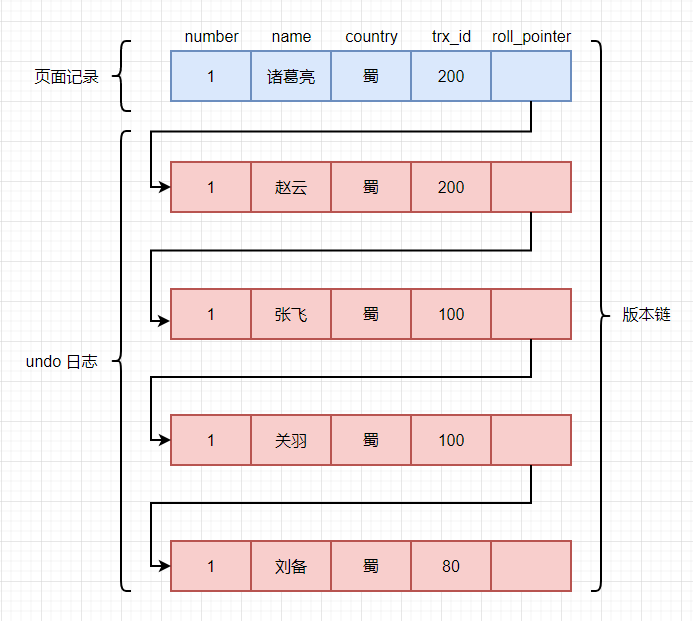 number name country trx_id roll_pointer
页面记录 1 诸葛亮 蜀 200
1 赵云 蜀 200
1 张飞 蜀 100
版本链
undo 日志
1 关羽 蜀 100
1 刘备 蜀 80